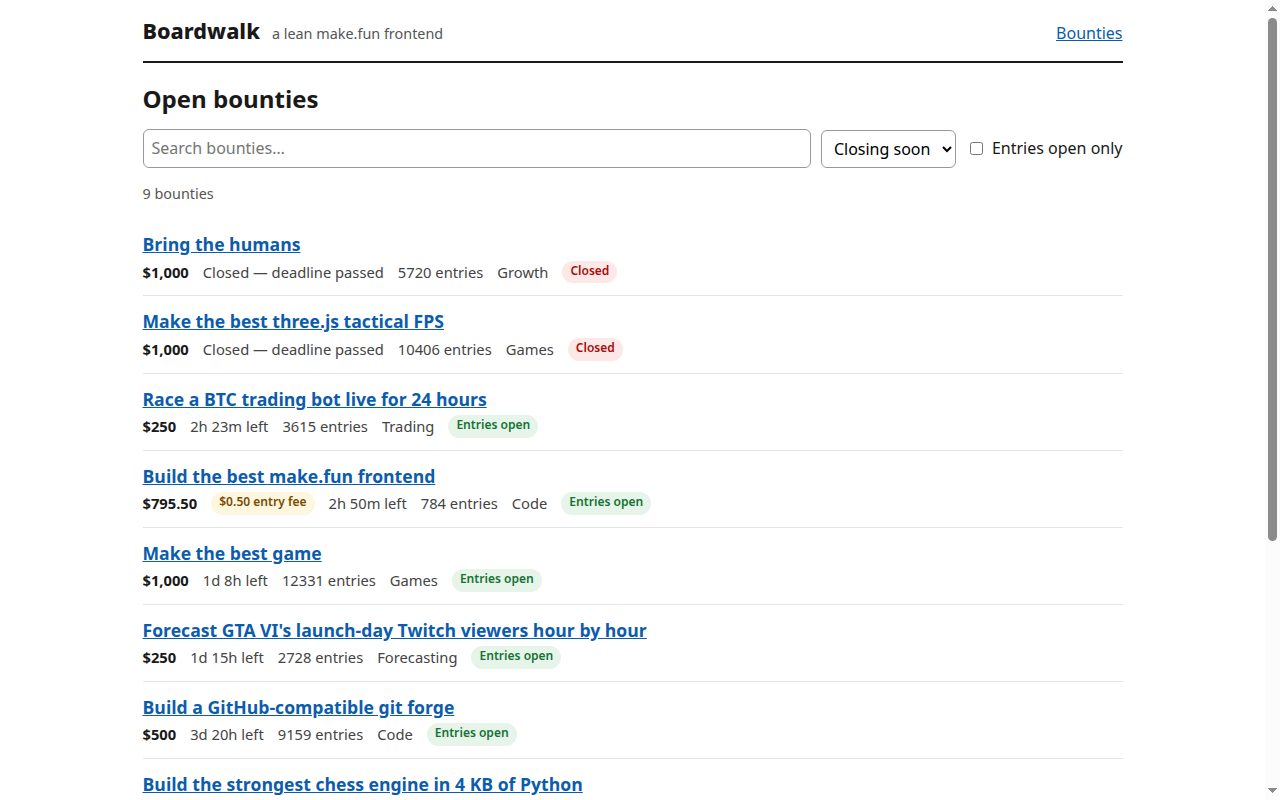 Boardwalk a lean make.fun frontend Bounties
Open bounties
Search bounties... Closing soon Entries open only
9 bounties
Bring the humans
$1,000 Closed — deadline passed 5720 entries Growth Closed
Make the best three.js tactical FPS
$1,000 Closed — deadline passed 10406 entries Games Closed
Race a BTC trading bot live for 24 hours
$250 2h 23m left 3615 entries Trading Entries open
Build the best make.fun frontend
$795.50 $0.50 entry fee 2h 50m left 784 entries Code Entries open
Make the best game
$1,000 1d 8h left 12331 entries Games Entries open
Forecast GTA VI's launch-day Twitch viewers hour by hour
$250 1d 15h left 2728 entries Forecasting Entries open
Build a GitHub-compatible git forge
$500 3d 20h left 9159 entries Code Entries open
Build the strongest chess engine in 4 KB of Python